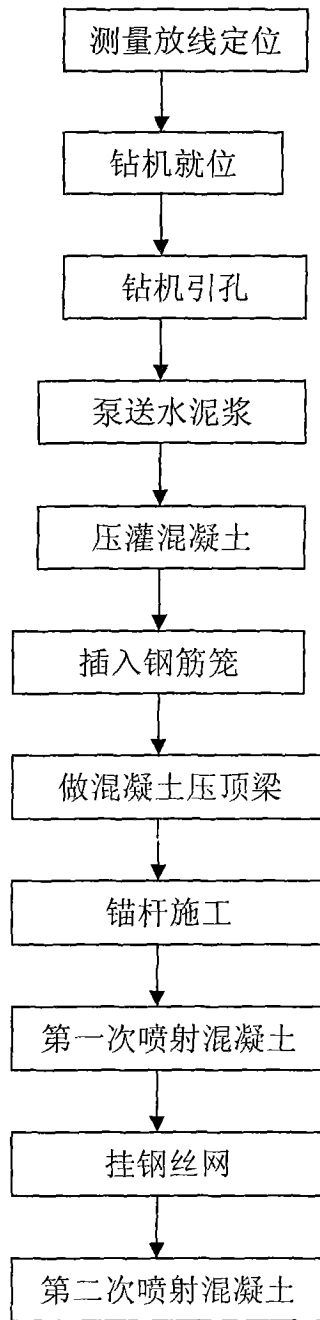 测量放线定位
钻机就位
钻机引孔
泵送水泥浆
压灌混凝土
插入钢筋笼
做混凝土压顶梁
锚杆施工
第一次喷射混凝土
挂钢丝网
第二次喷射混凝土